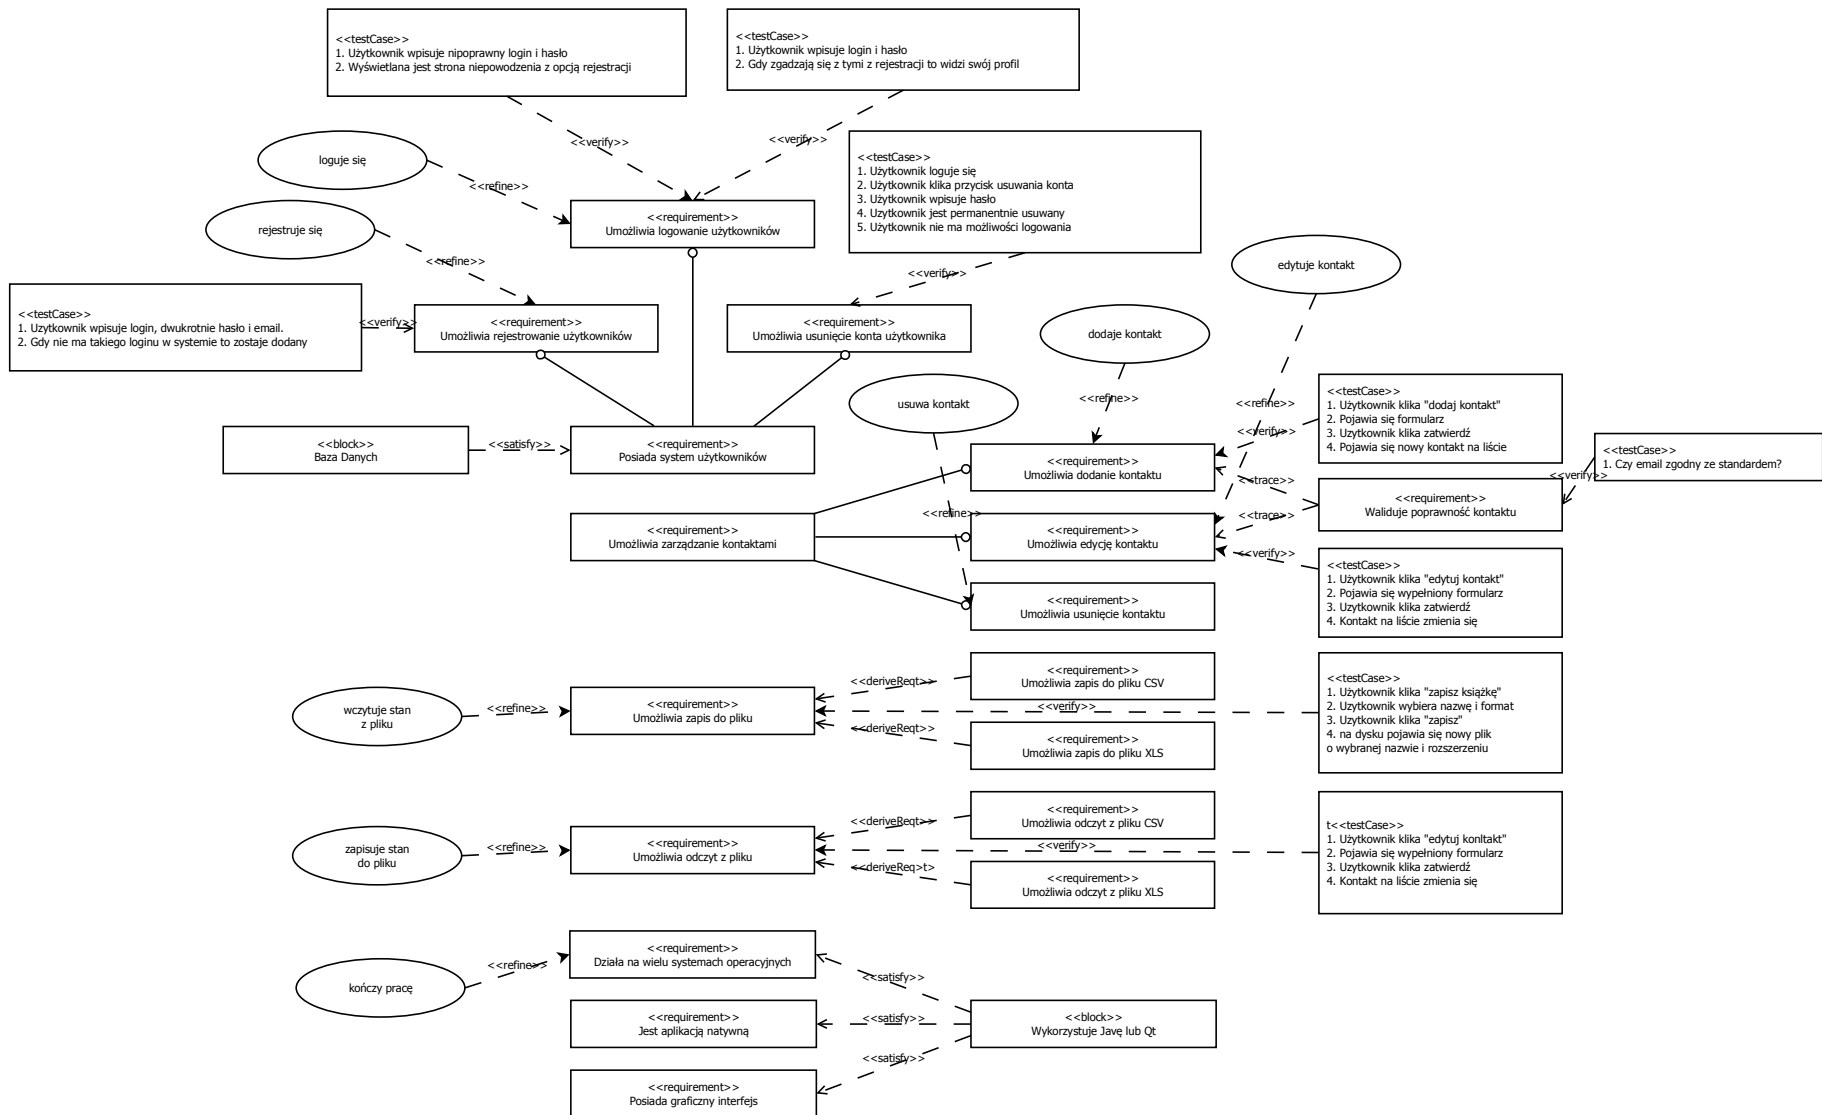 <<testCase>>
1. Użytkownik wpisuje nipoprawny login i hasło
2. Wyświetlana jest strona niepowodzenia z opcją rejestracji
<<testCase>>
1. Użytkownik wpisuje login i hasło
2. Gdy zgadzają się z tymi z rejestracji to widzi swój profil
<<verify>>
<<verify>>
loguje się
<<refine>>
<<testCase>>
1. Użytkownik loguje się
2. Użytkownik klika przycisk usuwania konta
3. Użytkownik wpisuje hasło
4. Uzytkownik jest permanentnie usuwany
5. Użytkownik nie ma możliwości logowania
<<requirement>>
Umożliwia logowanie użytkowników
rejestruje się
<<refine>>
<<verify>>
edytuje kontakt
<<testCase>>
1. Uzytkownik wpisuje login, dwukrotnie hasło i email.
2. Gdy nie ma takiego loginu w systemie to zostaje dodany
<<verify>>
<<requirement>>
Umożliwia rejestrowanie użytkowników
<<requirement>>
Umożliwia usunięcie konta użytkownika
dodaje kontakt
<<refine>>
usuwa kontakt
<<refine>>
<<verify>>
<<testCase>>
1. Użytkownik klika "dodaj kontakt"
2. Pojawia się formularz
3. Uzytkownik klika zatwierdź
4. Pojawia się nowy kontakt na liście
<<block>>
Baza Danych
<<satisfy>>
<<requirement>>
Posiada system użytkowników
<<requirement>>
Umożliwia dodanie kontaktu
<<testCase>>
1. Czy email zgodny ze standardem?
<<verify>>
<<trace>>
<<requirement>>
Waliduje poprawność kontaktu
<<refine>>
<<trace>>
<<requirement>>
Umożliwia zarządzanie kontaktami
<<requirement>>
Umożliwia edycję kontaktu
<<verify>>
<<testCase>>
1. Użytkownik klika "edytuj kontakt"
2. Pojawia się wypełniony formularz
3. Uzytkownik klika zatwierdź
4. Kontakt na liście zmienia się
<<requirement>>
Umożliwia usunięcie kontaktu
wczytuje stan
z pliku
<<refine>>
<<requirement>>
Umożliwia zapis do pliku
<<deriveReqt>>
<<requirement>>
Umożliwia zapis do pliku CSV
<<verify>>
<<deriveReqt>>
<<requirement>>
Umożliwia zapis do pliku XLS
<<testCase>>
1. Użytkownik klika "zapisz książkę"
2. Uzytkownik wybiera nazwę i format
3. Uzytkownik klika "zapisz"
4. na dysku pojawia się nowy plik
o wybranej nazwie i rozszerzeniu
zapisuje stan
do pliku
<<refine>>
<<requirement>>
Umożliwia odczyt z pliku
<<deriveReqt>>
<<requirement>>
Umożliwia odczyt z pliku CSV
<<verify>>
<<deriveReq>t>
<<requirement>>
Umożliwia odczyt z pliku XLS
t<<testCase>>
1. Użytkownik klika "edytuj konltakt"
2. Pojawia się wypełniony formularz
3. Uzytkownik klika zatwierdź
4. Kontakt na liście zmienia się
kończy pracę
<<refine>>
<<requirement>>
Działa na wielu systemach operacyjnych
<<satisfy>>
<<requirement>>
Jest aplikacją natywną
<<satisfy>>
<<block>>
Wykorzystuje Javę lub Qt
<<satisfy>>
<<requirement>>
Posiada graficzny interfejs